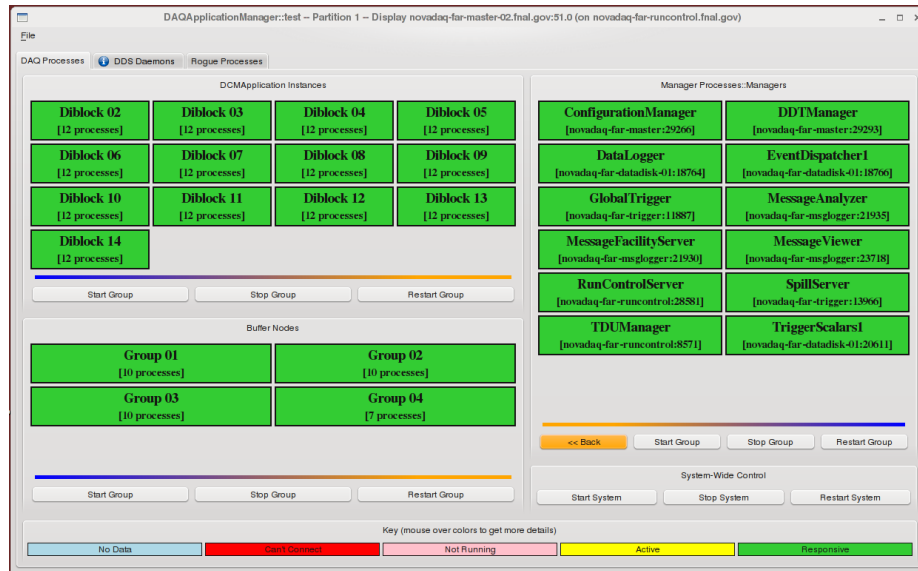 DAQApplicationManager::test – Partition 1 – Display novadaq-far-master-02.fnal.gov:51.0 (on novadaq-far-runcontrol.fnal.gov)
File
DAQ Processes
DDS Daemons
Rogue Processes
DCMApplication Instances
Diblock 02
[12 processes]
Diblock 03
[12 processes]
Diblock 04
[12 processes]
Diblock 05
[12 processes]
Diblock 06
[12 processes]
Diblock 07
[12 processes]
Diblock 08
[12 processes]
Diblock 09
[12 processes]
Diblock 10
[12 processes]
Diblock 11
[12 processes]
Diblock 12
[12 processes]
Diblock 13
[12 processes]
Diblock 14
[12 processes]
Start Group
Stop Group
Restart Group
Buffer Nodes
Group 01
[10 processes]
Group 02
[10 processes]
Group 03
[10 processes]
Group 04
[7 processes]
Start Group
Stop Group
Restart Group
Manager Processes::Managers
ConfigurationManager
[novadaq-far-master:29266]
DDTManager
[novadaq-far-master:29293]
DataLogger
[novadaq-far-datadisk-01:18764]
EventDispatcher1
[novadaq-far-datadisk-01:18766]
GlobalTrigger
[novadaq-far-trigger:11887]
MessageAnalyzer
[novadaq-far-msglogger:21935]
MessageFacilityServer
[novadaq-far-msglogger:21930]
MessageViewer
[novadaq-far-msglogger:23718]
RunControlServer
[novadaq-far-runcontrol:28581]
SpillServer
[novadaq-far-trigger:13966]
TDUManager
[novadaq-far-runcontrol:8571]
TriggerScalars1
[novadaq-far-datadisk-01:20611]
<< Back
Start Group
Stop Group
Restart Group
System-Wide Control
Start System
Stop System
Restart System
Key (mouse over colors to get more details)
No Data
Can't Connect
Not Running
Active
Responsive